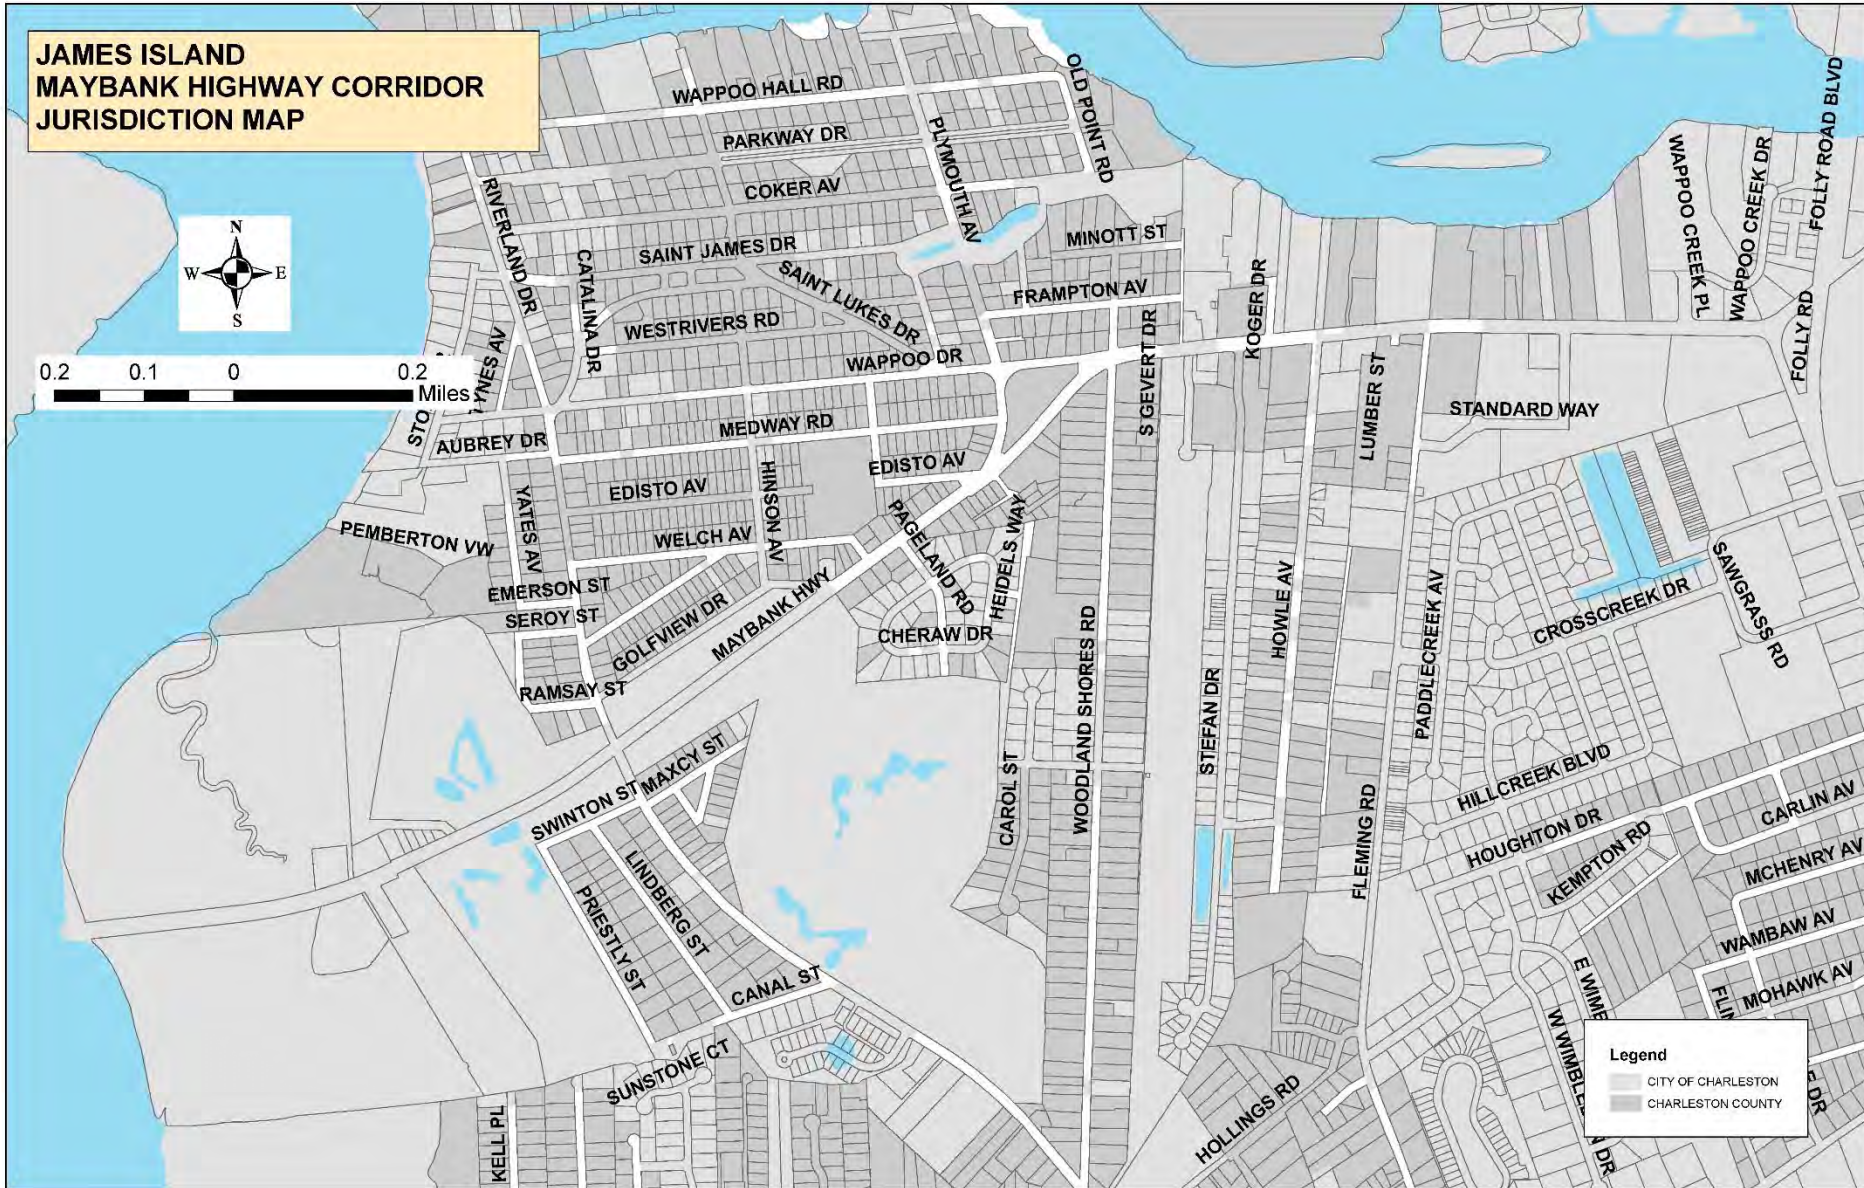 JAMES ISLAND
MAYBANK HIGHWAY CORRIDOR
JURISDICTION MAP
WAPPOO HALL RD
PARKWAY DR
COKER AV
PLYMOUTH AV
OLD POINT RD
FOLLY ROAD BLVD
WAPPOO CREEK DR
WAPPOO CREEK PL
RIVERLAND DR
CATALINA DR
SAINT JAMES DR
SAINT LUKES DR
MINOTT ST
FRAMPTON AV
KOGER DR
FOLLY RD
N
W
E
S
WESTRIVERS RD
WAPPOO DR
S GEVERT DR
LUMBER ST
0.2
0.1
0
0.2
Miles
STANDARD WAY
AUBREY DR
MEDWAY RD
EDISTO AV
EDISTO AV
HINSON AV
YATES AV
PEMBERTON VW
WELCH AV
PAGELAND RD
HEIDELS WAY
EMERSON ST
SEROY ST
GOLFVIEW DR
MAYBANK HWY
CHERAW DR
HOWLE AV
PADDLECREEK AV
CROSSCREEK DR
SAWGRASS RD
RAMSAY ST
WOODLAND SHORES RD
STEFAN DR
SWINTON ST
MAXCY ST
CAROL ST
FLEMING RD
HILLCREEK BLVD
HOUGHTON DR
KEMPTON RD
CARLIN AV
MCHENRY AV
WAMBAW AV
MOHAWK AV
LINDBERG ST
PRIESTLY ST
CANAL ST
SUNSTONE CT
KELL PL
HOLLINGS RD
Legend
CITY OF CHARLESTON
CHARLESTON COUNTY